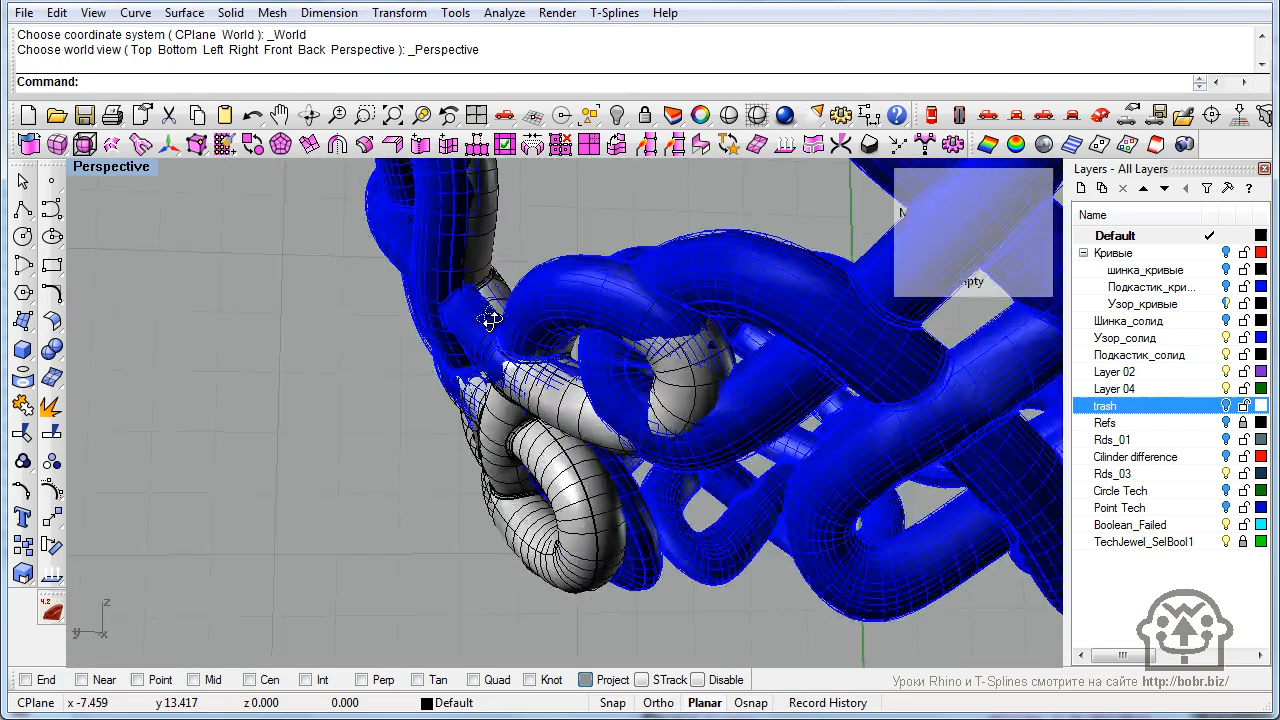 File Edit View Curve Surface Solid Mesh Dimension Transform Tools Analyze Render T-Splines Help
Choose coordinate system ( CPlane World ): _World
Choose world view ( Top Bottom Left Right Front Back Perspective ): _Perspective
Command:
Perspective
Layers - All Layers
Name
Default
Кривые
шинка_кривые
Подкастик_кри...
Узор_кривые
Шинка_солид
Узор_солид
Подкастик_солид
Layer 02
Layer 04
trash
Refs
Rds_01
Cilinder difference
Rds_03
Circle Tech
Point Tech
Boolean_Failed
TechJewel_SelBool1
z
y x
4.2
End Near Point Mid Cen Int Perp Tan Quad Knot Project STrack Disable
Уроки Rhino и T-Splines смотрите на сайте http://bobr.biz/
CPlane x -7.459 y 13.417 z 0.000 0.000 Default Snap Ortho Planar Osnap Record History